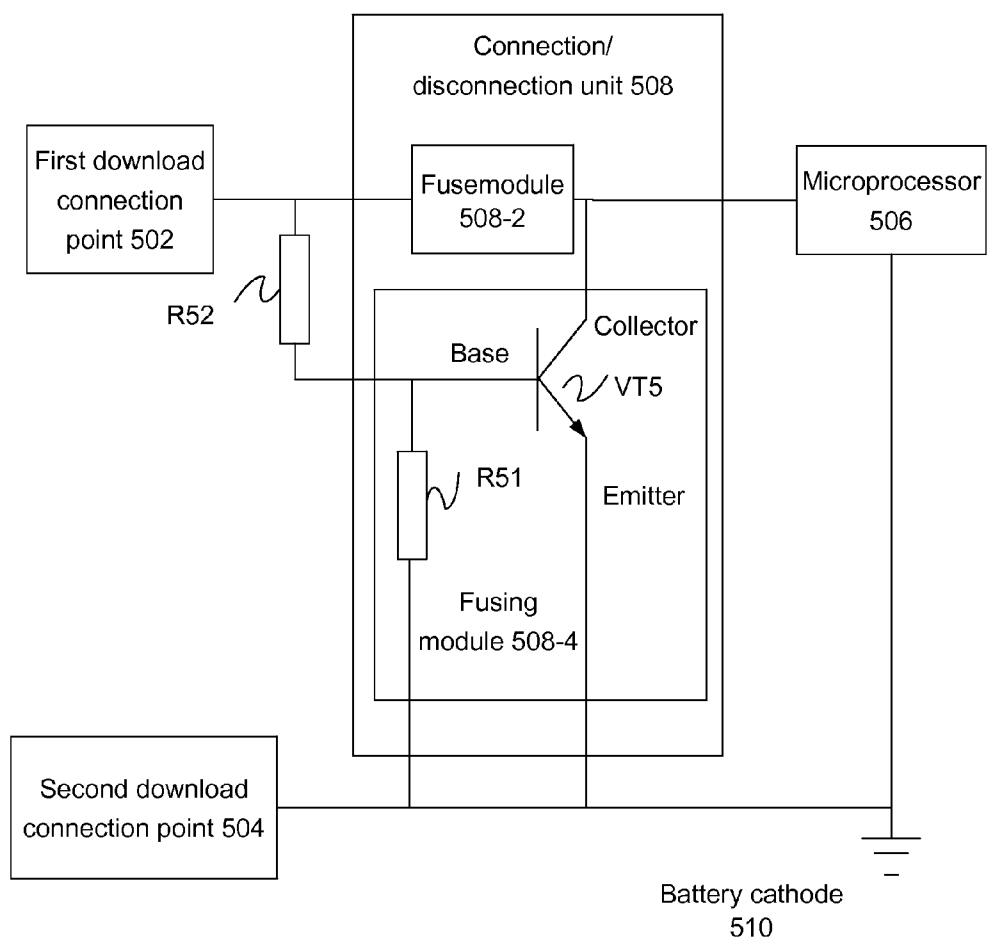 Connection/
disconnection unit 508
First download
connection
point 502
Fusemodule
508-2
Microprocessor
506
R52
Collector
Base
VT5
R51
Emitter
Fusing
module 508-4
Second download
connection point 504
Battery cathode
510